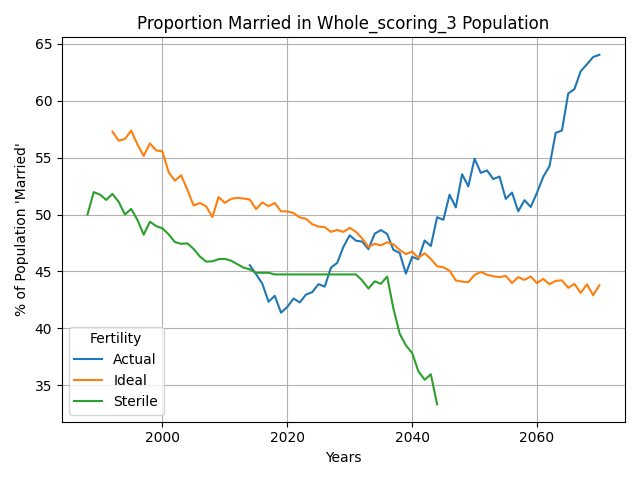 Proportion Married in Whole_scoring_3 Population
% of Population 'Married'
65
60
55
50
45
40
35
Fertility
Actual
Ideal
Sterile
2000 2020 2040 2060
Years